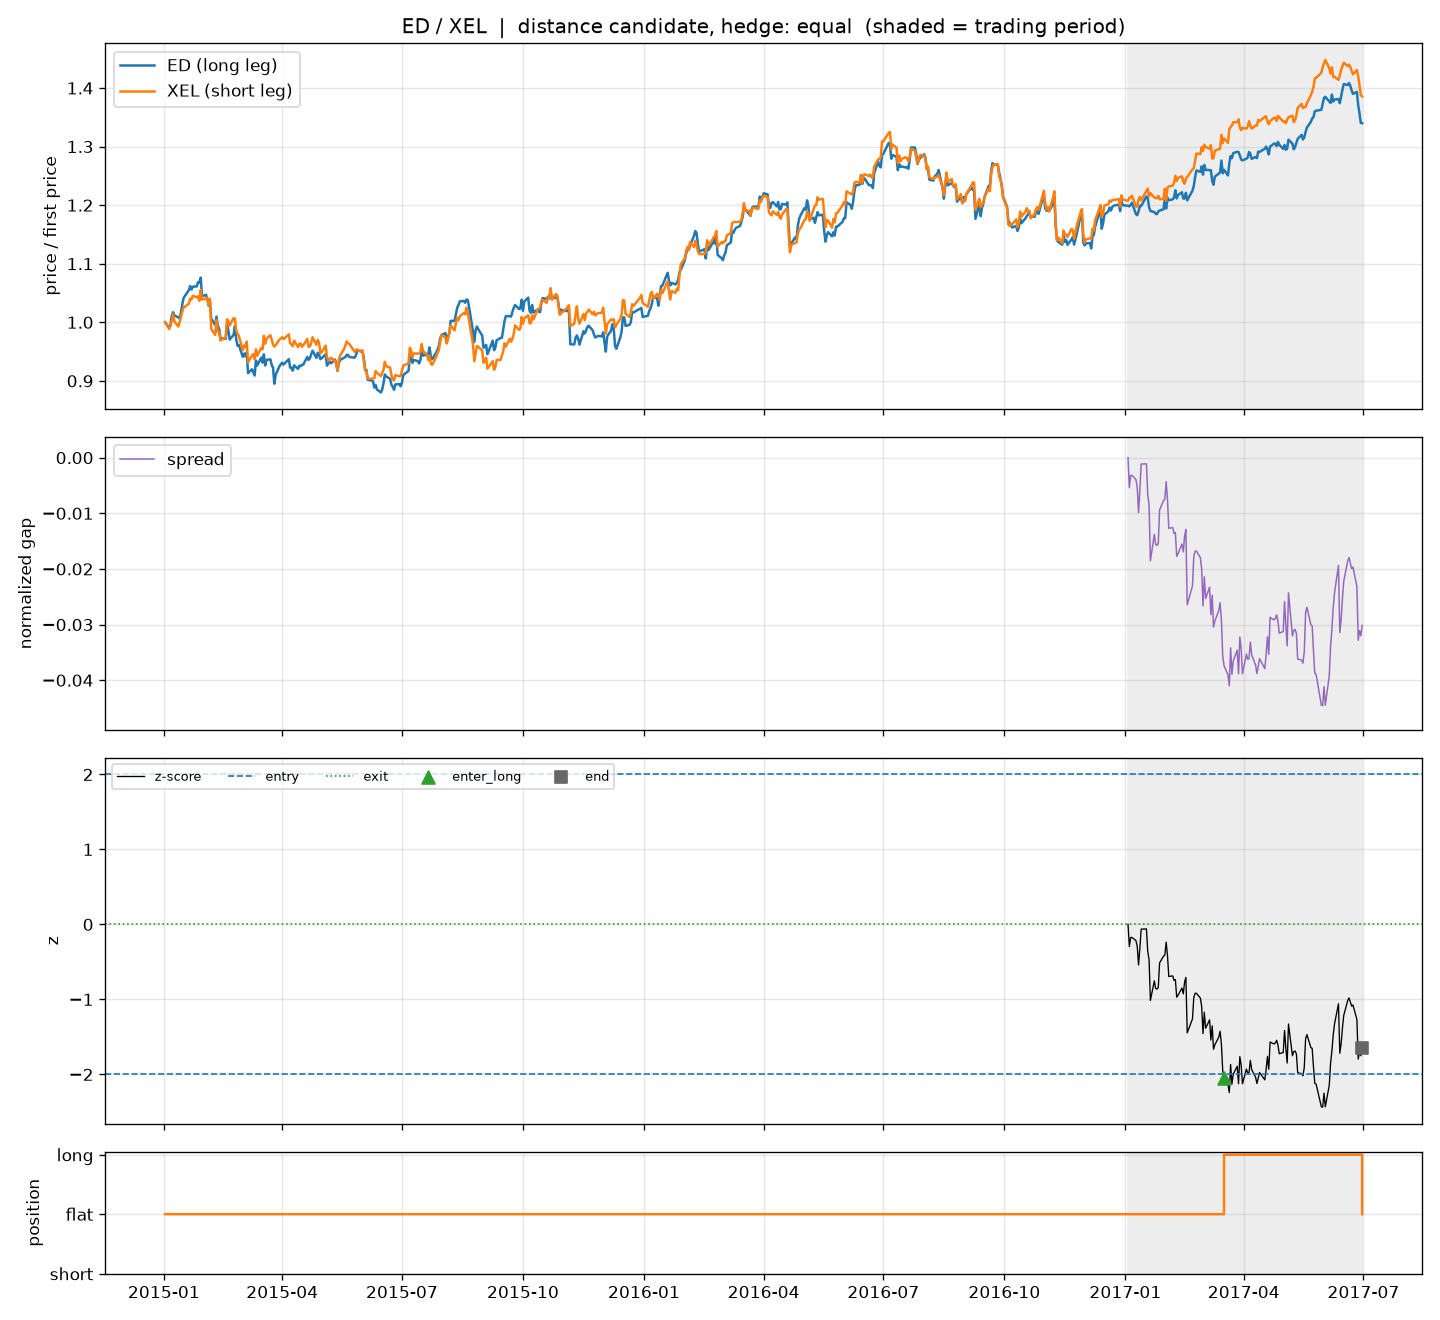 ED / XEL  |  distance candidate, hedge: equal  (shaded = trading period)
ED (long leg)
XEL (short leg)
price / first price
1.4
1.3
1.2
1.1
1.0
0.9
spread
normalized gap
0.00
−0.01
−0.02
−0.03
−0.04
z-score entry exit enter_long end
z
2
1
0
−1
−2
position
long
flat
short
2015-01 2015-04 2015-07 2015-10 2016-01 2016-04 2016-07 2016-10 2017-01 2017-04 2017-07